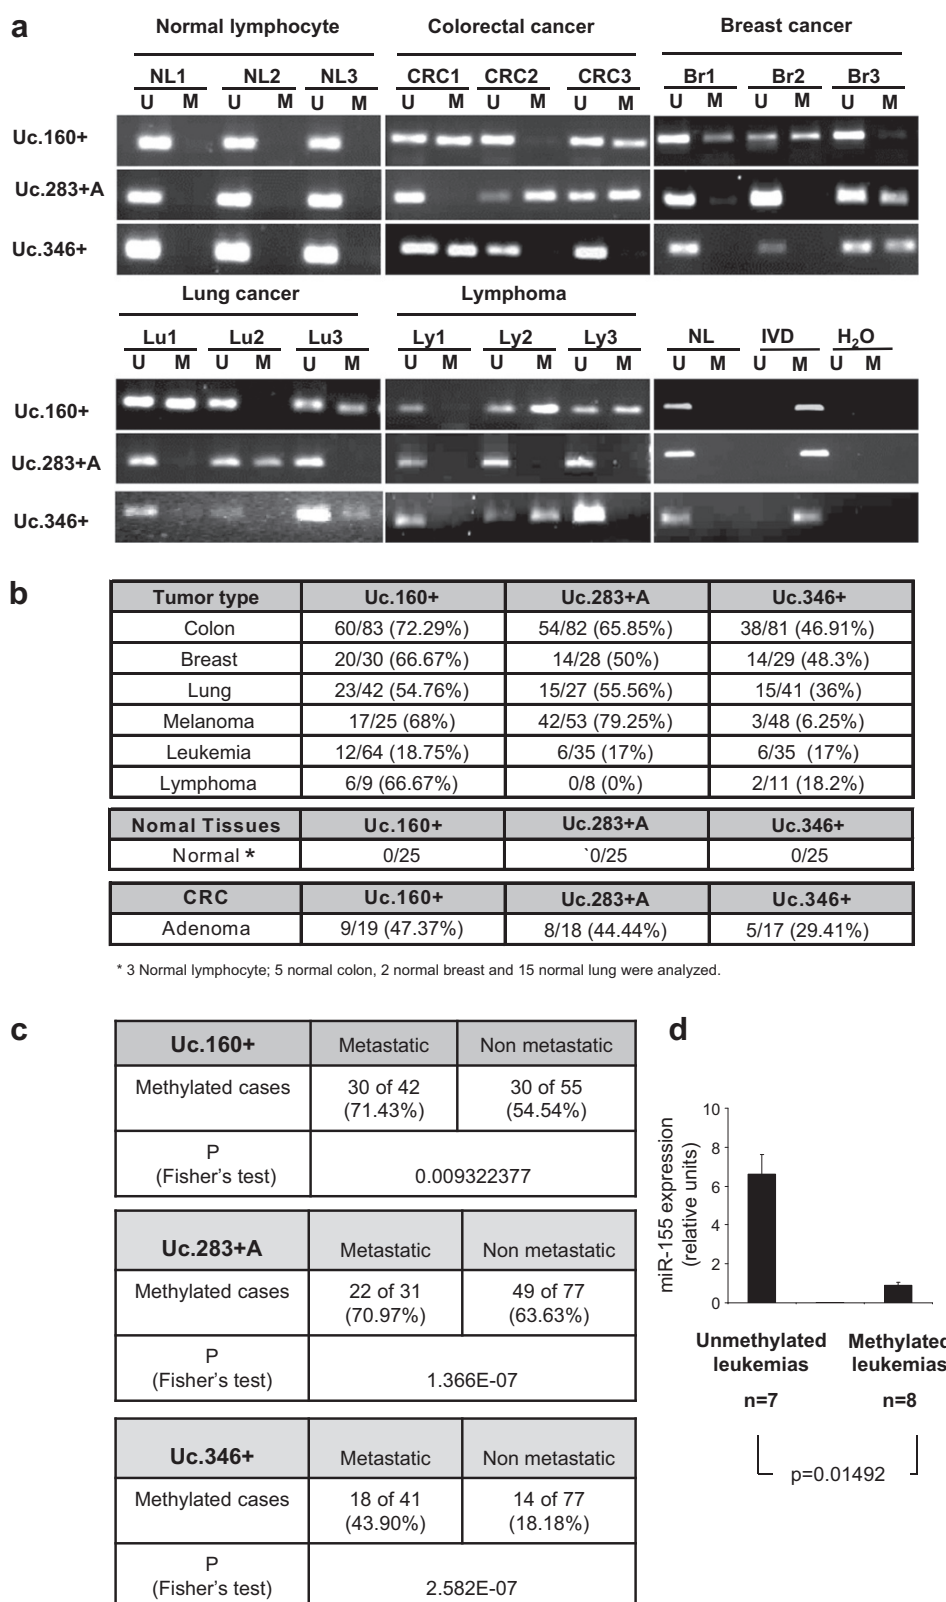 a
Normal lymphocyte
Colorectal cancer
Breast cancer
NL1 NL2 NL3 CRC1 CRC2 CRC3 Br1 Br2 Br3
U M U M U M U M U M U M U M U M U M
Uc.160+
Uc.283+A
Uc.346+
Lung cancer
Lymphoma
Lu1 Lu2 Lu3 Ly1 Ly2 Ly3 NL IVD H2O
U M U M U M U M U M U M U M U M U M
Uc.160+
Uc.283+A
Uc.346+
b
Tumor type Uc.160+ Uc.283+A Uc.346+
Colon 60/83 (72.29%) 54/82 (65.85%) 38/81 (46.91%)
Breast 20/30 (66.67%) 14/28 (50%) 14/29 (48.3%)
Lung 23/42 (54.76%) 15/27 (55.56%) 15/41 (36%)
Melanoma 17/25 (68%) 42/53 (79.25%) 3/48 (6.25%)
Leukemia 12/64 (18.75%) 6/35 (17%) 6/35 (17%)
Lymphoma 6/9 (66.67%) 0/8 (0%) 2/11 (18.2%)
Nomal Tissues Uc.160+ Uc.283+A Uc.346+
Normal * 0/25 `0/25 0/25
CRC Uc.160+ Uc.283+A Uc.346+
Adenoma 9/19 (47.37%) 8/18 (44.44%) 5/17 (29.41%)
* 3 Normal lymphocyte; 5 normal colon, 2 normal breast and 15 normal lung were analyzed.
c
Uc.160+ Metastatic Non metastatic
Methylated cases 30 of 42 30 of 55
(71.43%) (54.54%)
P
(Fisher's test) 0.009322377
Uc.283+A Metastatic Non metastatic
Methylated cases 22 of 31 49 of 77
(70.97%) (63.63%)
P
(Fisher's test) 1.366E-07
Uc.346+ Metastatic Non metastatic
Methylated cases 18 of 41 14 of 77
(43.90%) (18.18%)
P
(Fisher's test) 2.582E-07
d
miR-155 expression
(relative units)
10
8
6
4
2
0
Unmethylated Methylated
leukemias leukemias
n=7 n=8
p=0.01492